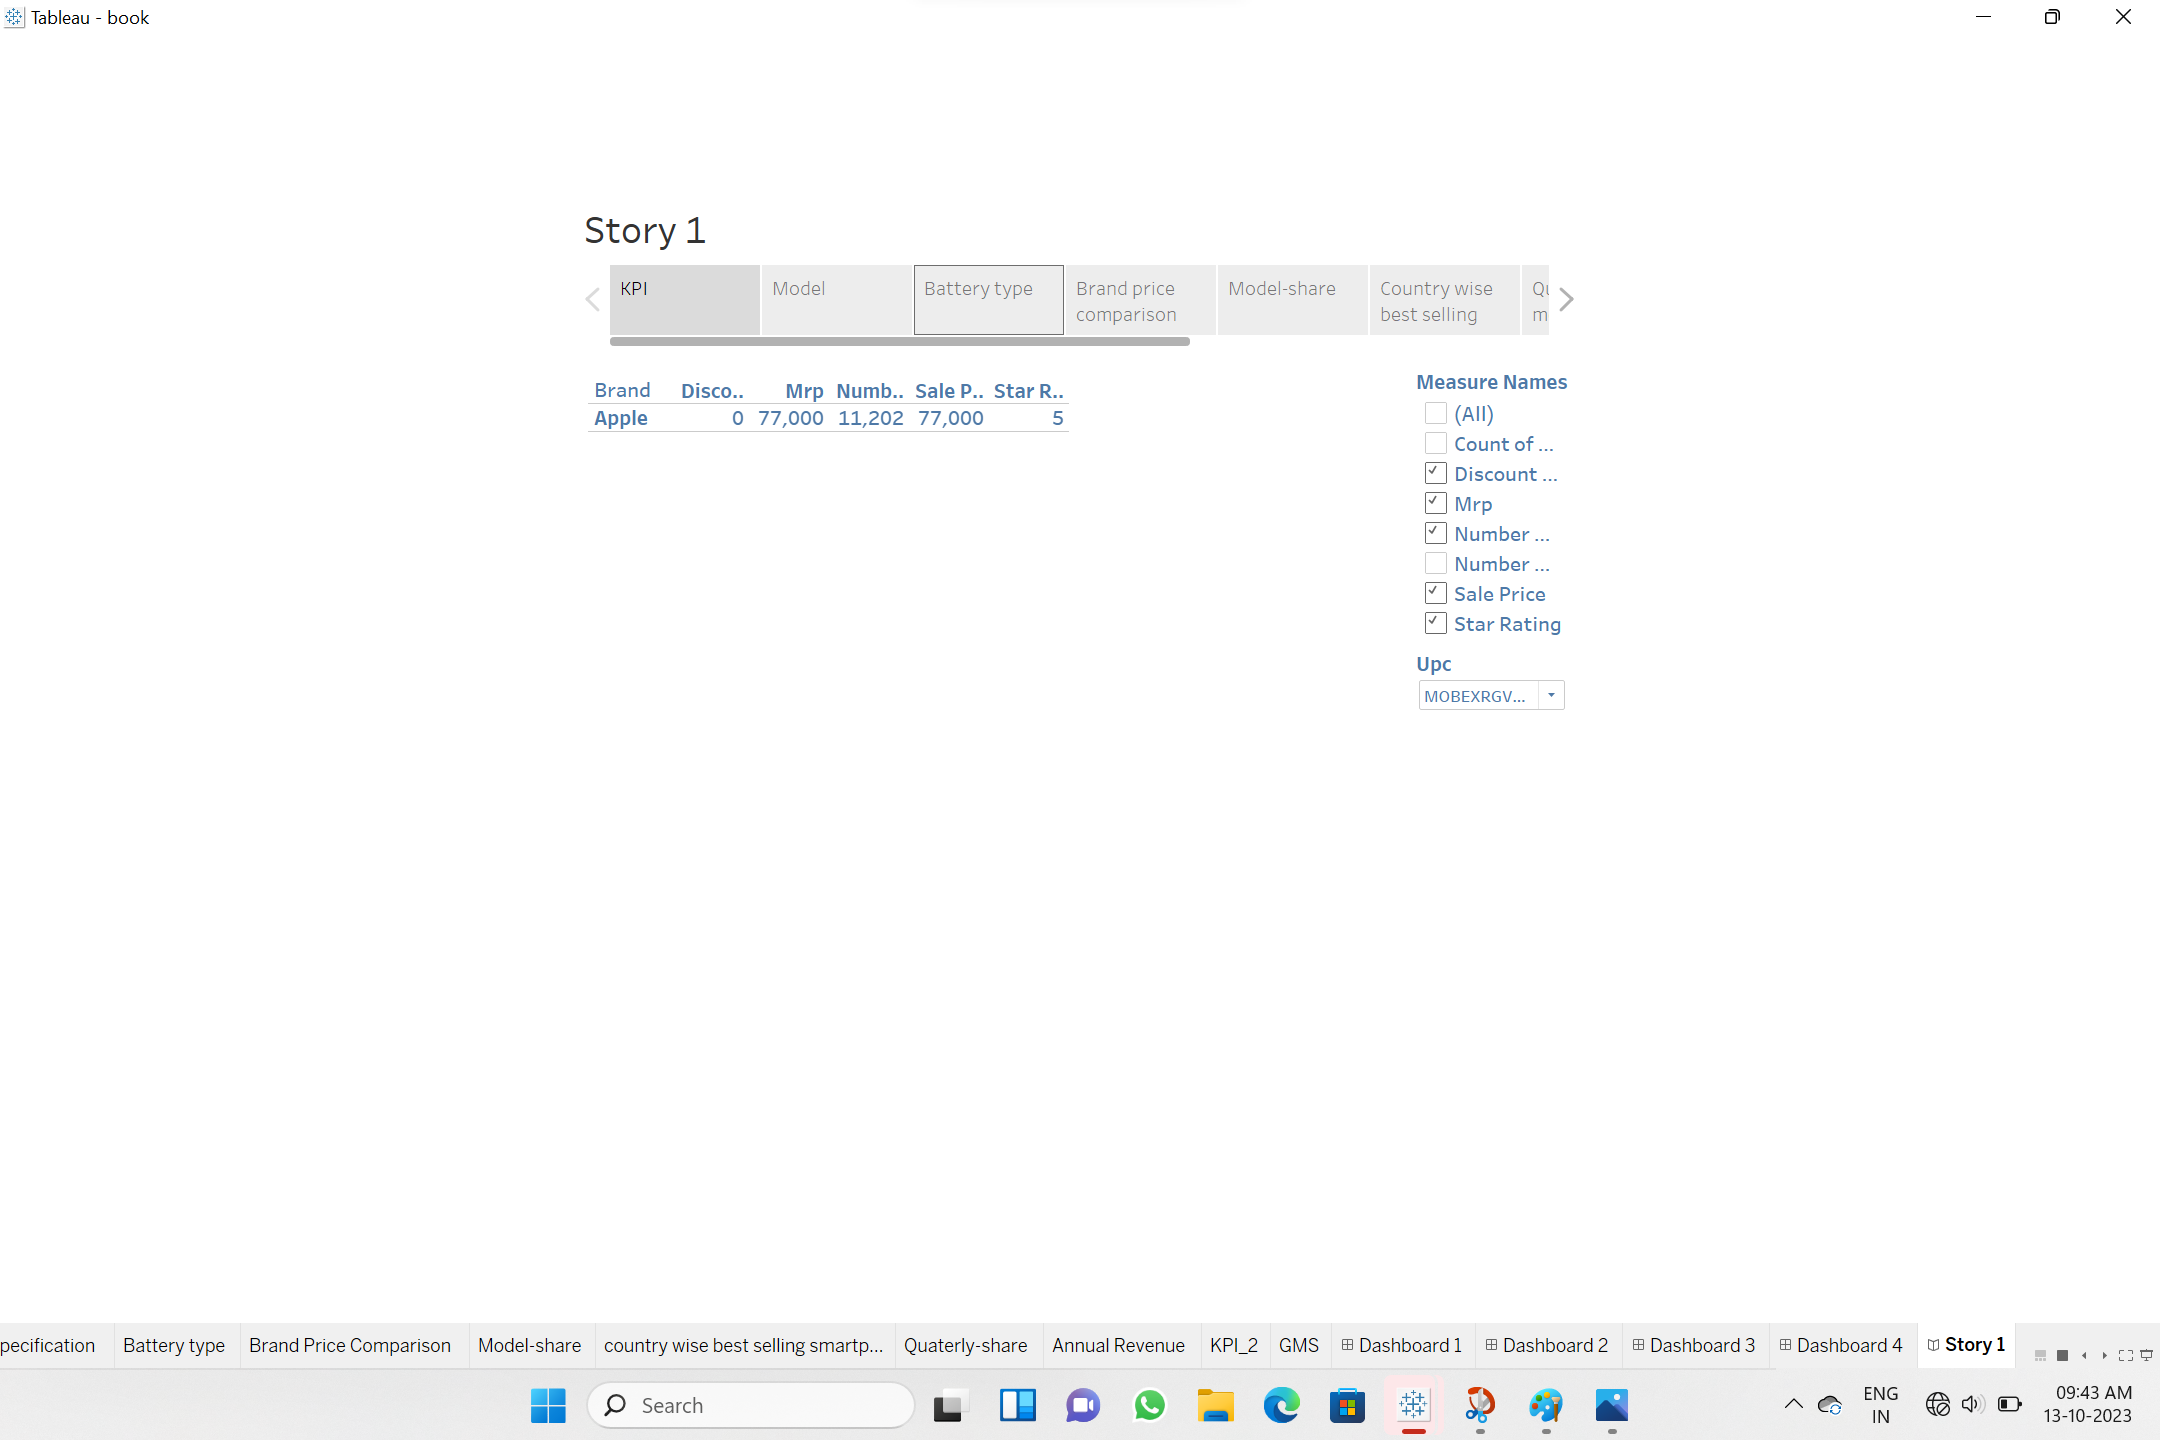 Tableau - book
Story 1
KPI
Model
Battery type
Brand price
comparison
Model-share
Country wise
best selling
Brand Disco.. Mrp Numb.. Sale P.. Star R..
Apple 0 77,000 11,202 77,000 5
Measure Names
(All)
Count of ...
Discount ...
Mrp
Number ...
Number ...
Sale Price
Star Rating
Upc
MOBEXRGV...
pecification Battery type Brand Price Comparison Model-share country wise best selling smartp... Quaterly-share Annual Revenue KPI_2 GMS Dashboard 1 Dashboard 2 Dashboard 3 Dashboard 4 Story 1
Search
ENG
IN
09:43 AM
13-10-2023